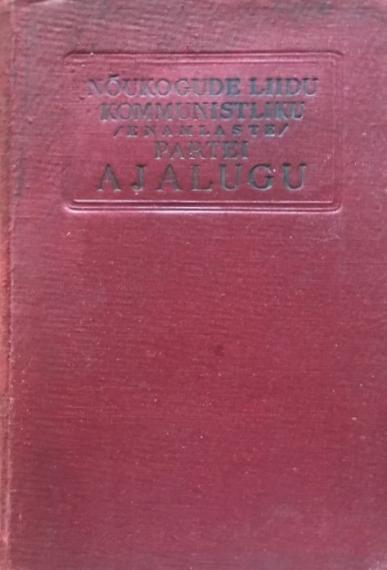 NÕUKOGUDE LIIDU
KOMMUNISTLIKU
/ENAMLASTE/
PARTEI
AJALUGU